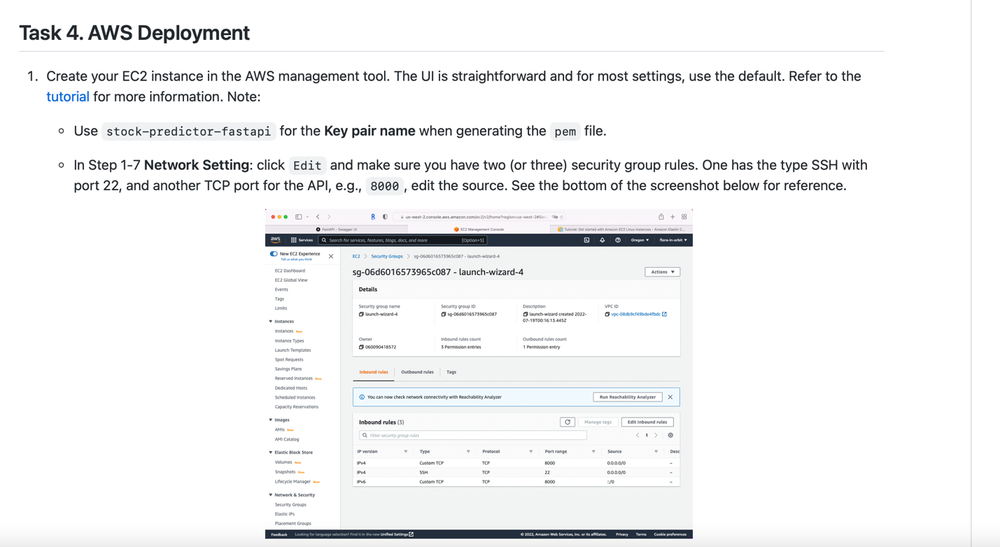 Task 4. AWS Deployment
1. Create your EC2 instance in the AWS management tool. The UI is straightforward and for most settings, use the default. Refer to the
tutorial for more information. Note:
Use stock-predictor-fastapi for the Key pair name when generating the pem file.
In Step 1-7 Network Setting: click Edit and make sure you have two (or three) security group rules. One has the type SSH with
port 22, and another TCP port for the API, e.g., 8000 , edit the source. See the bottom of the screenshot below for reference.
us-west-2.console.aws.amazon.com/ec2/v2/home?region=us-west-2#Sec...
FastAPI - Swagger UI
EC2 Management Console
Tutorial: Get started with Amazon EC2 Linux instances - Amazon Elastic C...
aws Services Search for services, features, blogs, docs, and more [Option+S] Oregon ▼ flora-in-orbit ▼
New EC2 Experience
Tell us what you think
EC2 Dashboard
EC2 Global View
Events
Tags
Limits
Instances
Instances New
Instance Types
Launch Templates
Spot Requests
Savings Plans
Reserved Instances New
Dedicated Hosts
Scheduled Instances
Capacity Reservations
Images
AMIs New
AMI Catalog
Elastic Block Store
Volumes New
Snapshots New
Lifecycle Manager New
Network & Security
Security Groups
Elastic IPs
Placement Groups
EC2 > Security Groups > sg-06d6016573965c087 - launch-wizard-4
sg-06d6016573965c087 - launch-wizard-4
Actions ▼
Details
Security group name
launch-wizard-4
Security group ID
sg-06d6016573965c087
Description
launch-wizard created 2022-
07-19T00:16:13.445Z
VPC ID
vpc-08db9cf49bde4fbdc
Owner
060090418572
Inbound rules count
3 Permission entries
Outbound rules count
1 Permission entry
Inbound rules Outbound rules Tags
You can now check network connectivity with Reachability Analyzer
Run Reachability Analyzer
Inbound rules (3)
Manage tags
Edit inbound rules
Filter security group rules
1
IP version Type Protocol Port range Source Desc
IPv4 Custom TCP TCP 8000 0.0.0.0/0 –
IPv4 SSH TCP 22 0.0.0.0/0 –
IPv6 Custom TCP TCP 8000 ::/0 –
Feedback Looking for language selection? Find it in the new Unified Settings © 2022, Amazon Web Services, Inc. or its affiliates. Privacy Terms Cookie preferences